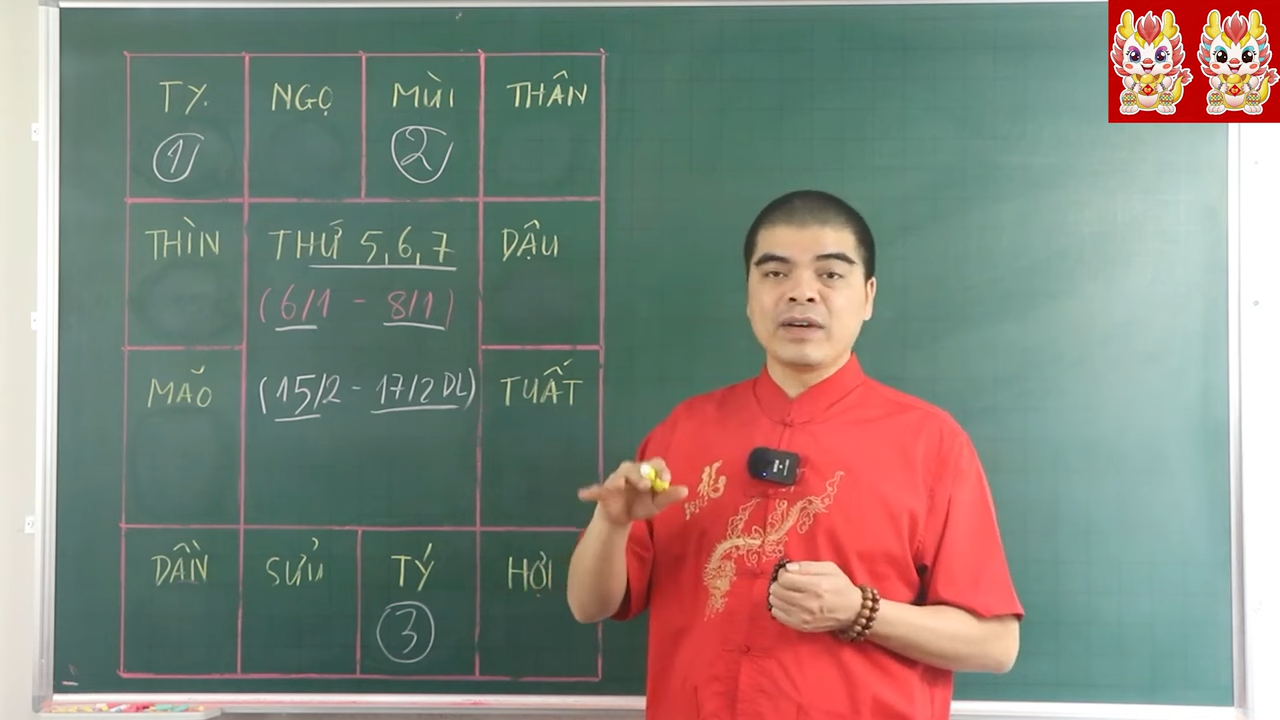 TỴ NGỌ MÙI THÂN
① ②
THÌN THỨ 5,6,7 DẬU
(6/1 - 8/1)
MÃO (15/2 - 17/2 DL) TUẤT
DẦN SỬU TÝ HỢI
③
福